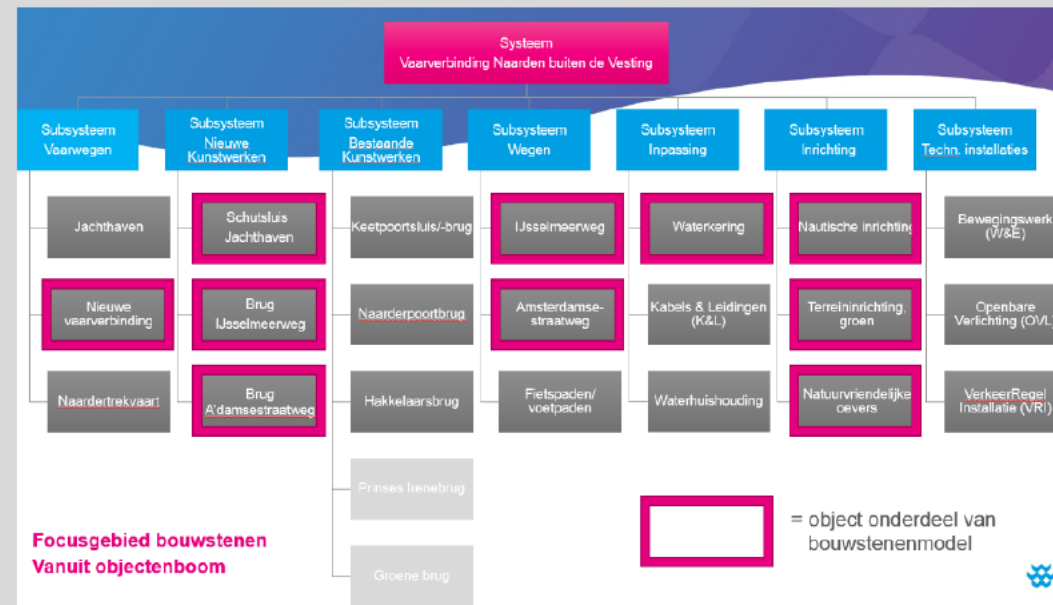 Systeem
Vaarverbinding Naarden buiten de Vesting
Subsysteem
Vaarwegen
Subsysteem
Nieuwe
Kunstwerken
Subsysteem
Bestaande
Kunstwerken
Subsysteem
Wegen
Subsysteem
Inpassing
Subsysteem
Inrichting
Subsysteem
Techn. installaties
Jachthaven
Schutsluis
Jachthaven
Keetpoortsluis/-brug
IJsselmeerweg
Waterkering
Nautische inrichting
Bewegingswerk
(W&E)
Nieuwe
vaarverbinding
Brug
IJsselmeerweg
Naarderpoortbrug
Amsterdamse-
straatweg
Kabels & Leidingen
(K&L)
Terreininrichting,
groen
Openbare
Verlichting (OVL)
Naardertrekvaart
Brug
A'damsestraatweg
Hakkelaarsbrug
Fietspaden/
voetpaden
Waterhuishouding
Natuurvriendelijke
oevers
VerkeerRegel
Installatie (VRI)
Prinses Irenebrug
Groene brug
Focusgebied bouwstenen
Vanuit objectenboom
= object onderdeel van
bouwstenenmodel